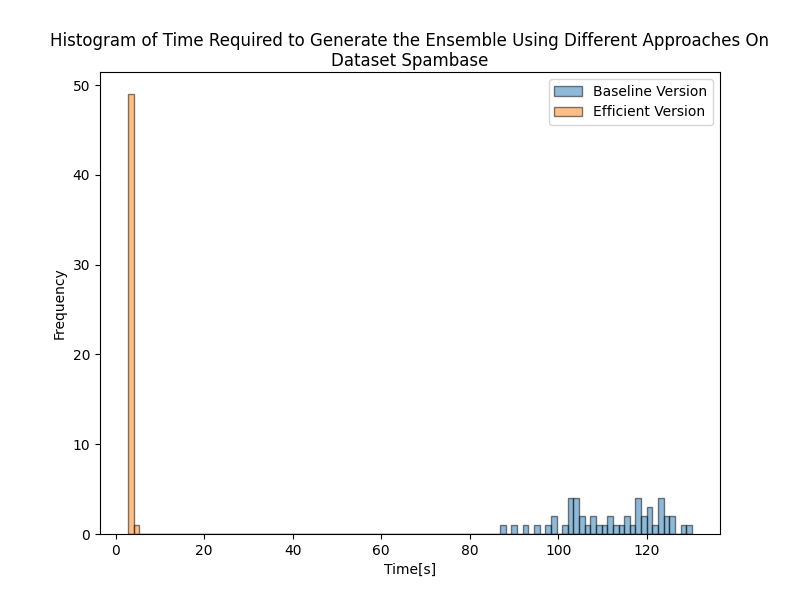 Histogram of Time Required to Generate the Ensemble Using Different Approaches On
Dataset Spambase
Baseline Version
Efficient Version
50
40
30
20
10
0
Frequency
0 20 40 60 80 100 120
Time[s]